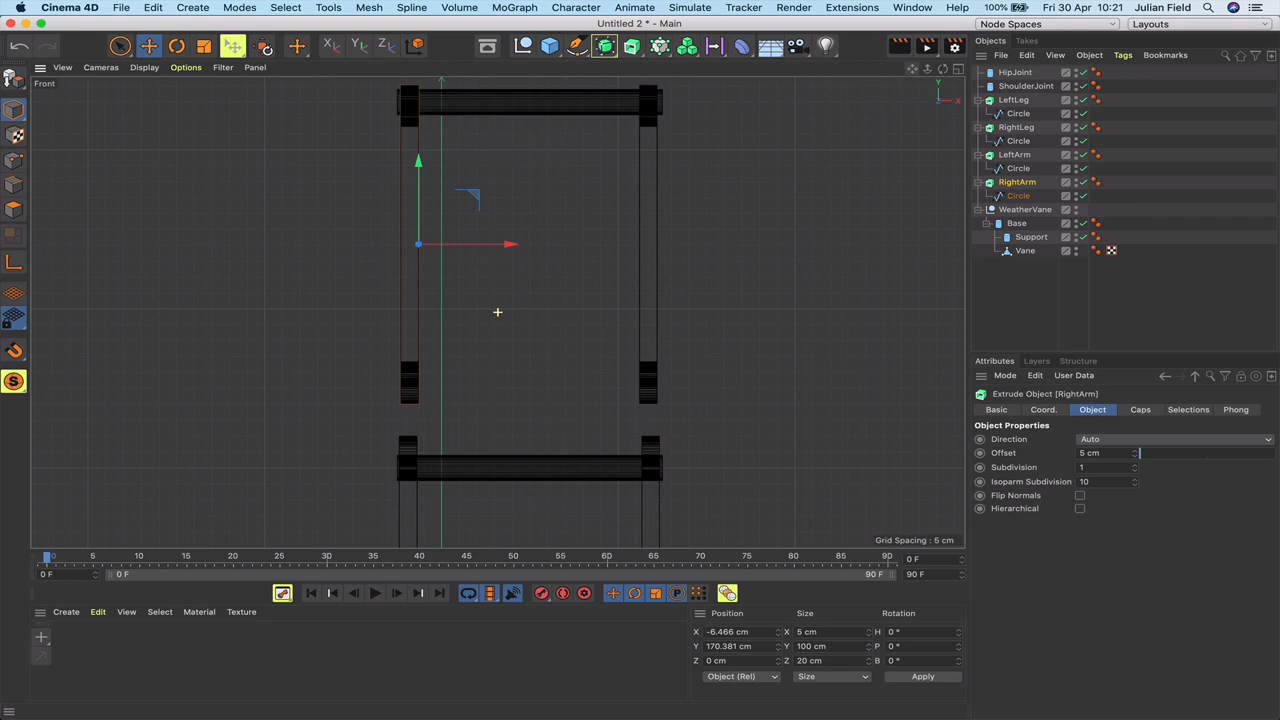 Cinema 4D File Edit Create Modes Select Tools Mesh Spline Volume MoGraph Character Animate Simulate Tracker Render Extensions Window Help 100% Fri 30 Apr 10:21 Julian Field
Untitled 2 * - Main
Node Spaces Layouts
Objects Takes
File Edit View Object Tags Bookmarks
View Cameras Display Options Filter Panel
Front
Y
X
HipJoint
ShoulderJoint
LeftLeg
Circle
RightLeg
Circle
LeftArm
Circle
RightArm
Circle
WeatherVane
Base
Support
Vane
Attributes Layers Structure
Mode Edit User Data
Extrude Object [RightArm]
Basic Coord. Object Caps Selections Phong
Object Properties
Direction Auto
Offset 5 cm
Subdivision 1
Isoparm Subdivision 10
Flip Normals
Hierarchical
Grid Spacing : 5 cm
0 5 10 15 20 25 30 35 40 45 50 55 60 65 70 75 80 85 90
0 F
0 F 0 F 90 F 90 F
Create Edit View Select Material Texture
Position Size Rotation
X -6.466 cm X 5 cm H 0 °
Y 170.381 cm Y 100 cm P 0 °
Z 0 cm Z 20 cm B 0 °
Object (Rel) Size Apply